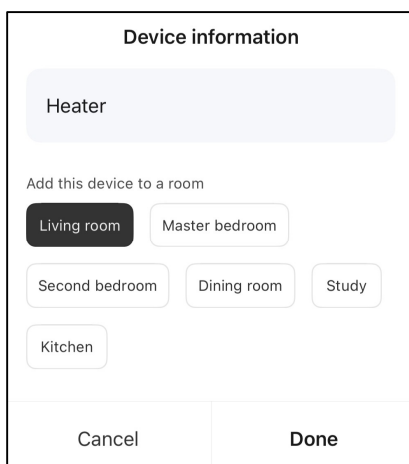 Device information
Heater
Add this device to a room
Living room Master bedroom
Second bedroom Dining room Study
Kitchen
Cancel Done